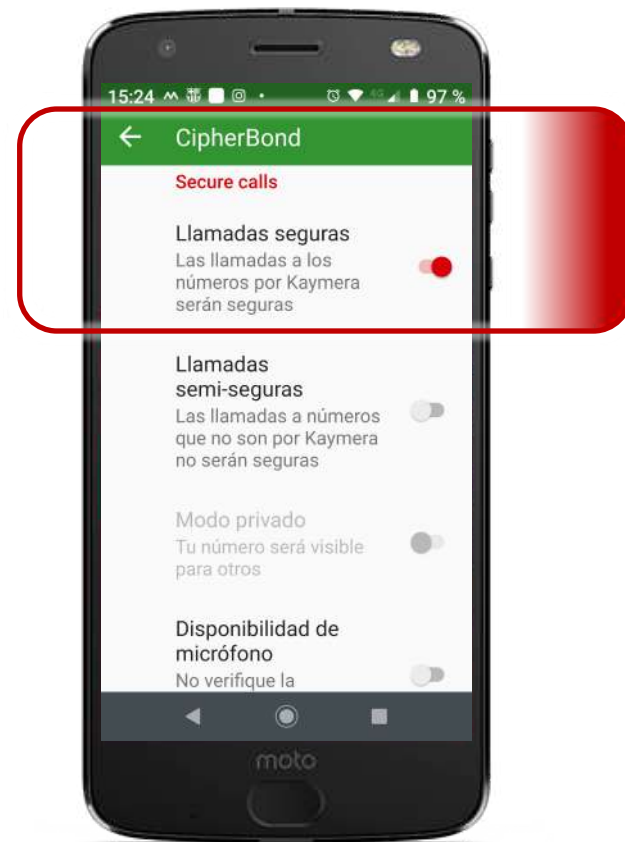 15:24
4G
97 %
CipherBond
Secure calls
Llamadas seguras
Las llamadas a los
números por Kaymera
serán seguras
Llamadas
semi-seguras
Las llamadas a números
que no son por Kaymera
no serán seguras
Modo privado
Tu número será visible
para otros
Disponibilidad de
micrófono
No verifique la
moto